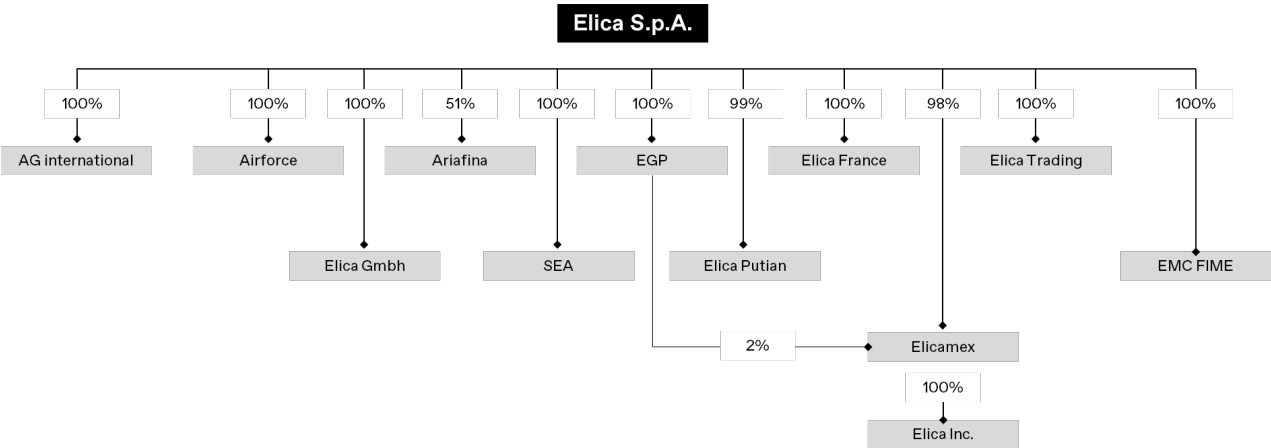 Elica S.p.A.
100% 100% 100% 51% 100% 100% 99% 100% 98% 100% 100%
AG international Airforce Ariafina EGP Elica France Elica Trading
Elica Gmbh SEA Elica Putian EMC FIME
2% Elicamex
100%
Elica Inc.